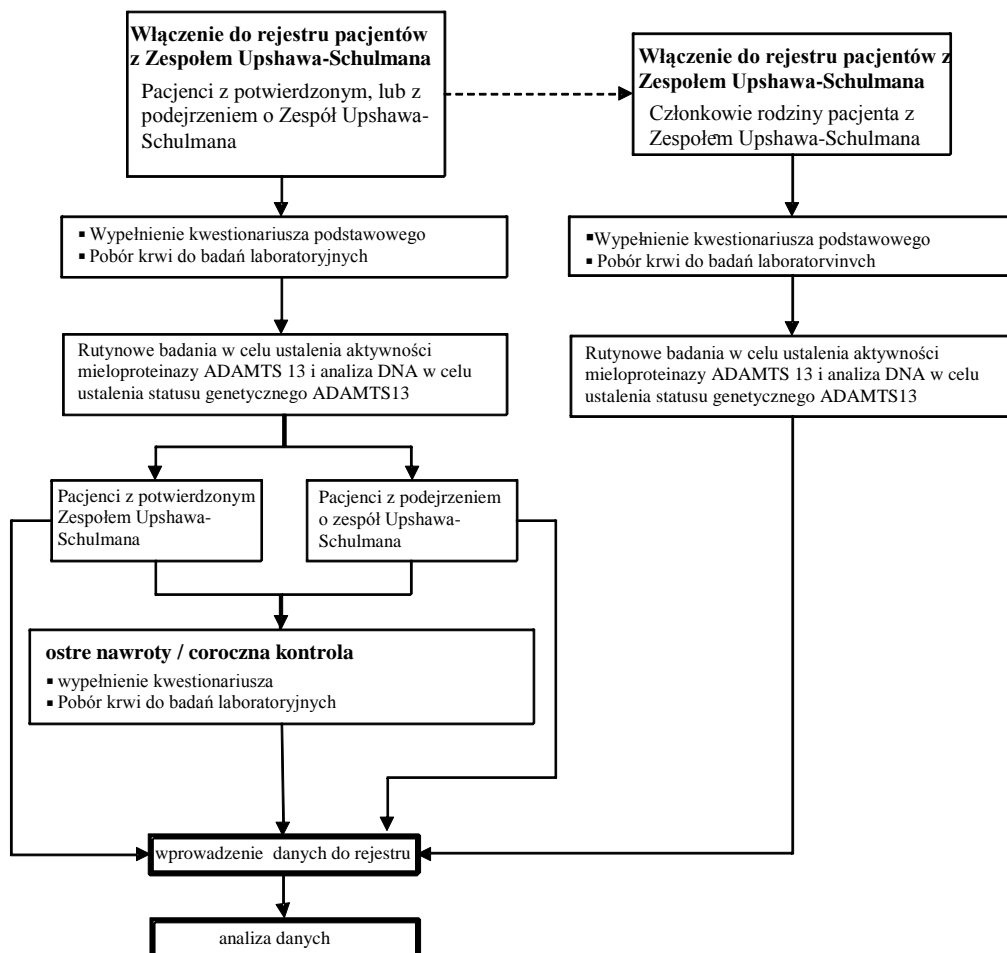 Włączenie do rejestru pacjentów
z Zespołem Upshawa-Schulmana
Pacjenci z potwierdzonym, lub z
podejrzeniem o Zespół Upshawa-
Schulmana
Włączenie do rejestru pacjentów z
Zespołem Upshawa-Schulmana
Członkowie rodziny pacjenta z
Zespołem Upshawa-Schulmana
▪ Wypełnienie kwestionariusza podstawowego
▪ Pobór krwi do badań laboratoryjnych
▪Wypełnienie kwestionariusza podstawowego
▪ Pobór krwi do badań laboratorvinvch
Rutynowe badania w celu ustalenia aktywności
mieloproteinazy ADAMTS 13 i analiza DNA w celu
ustalenia statusu genetycznego ADAMTS13
Rutynowe badania w celu ustalenia aktywności
mieloproteinazy ADAMTS 13 i analiza DNA w celu
ustalenia statusu genetycznego ADAMTS13
Pacjenci z potwierdzonym
Zespołem Upshawa-
Schulmana
Pacjenci z podejrzeniem
o zespół Upshawa-
Schulmana
ostre nawroty / coroczna kontrola
▪ wypełnienie kwestionariusza
▪ Pobór krwi do badań laboratoryjnych
wprowadzenie danych do rejestru
analiza danych